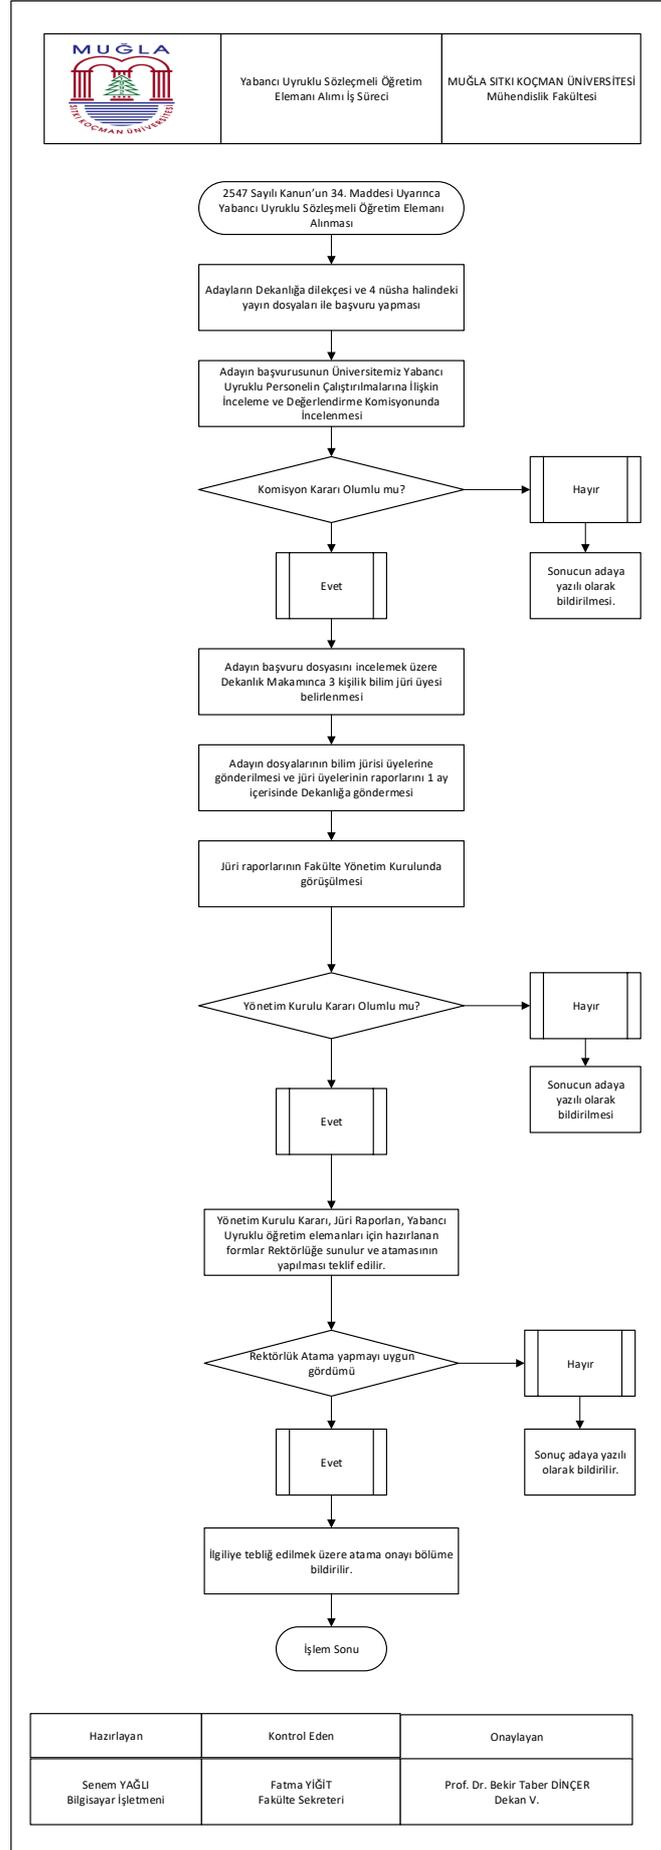 MUĞLA
SITKI KOÇMAN ÜNİVERSİTESİ
Yabancı Uyruklu Sözleşmeli Öğretim
Elemanı Alımı İş Süreci
MUĞLA SITKI KOÇMAN ÜNİVERSİTESİ
Mühendislik Fakültesi
2547 Sayılı Kanun’un 34. Maddesi Uyarınca
Yabancı Uyruklu Sözleşmeli Öğretim Elemanı
Alınması
Adayların Dekanlığa dilekçesi ve 4 nüsha halindeki
yayın dosyaları ile başvuru yapması
Adayın başvurusunun Üniversitemiz Yabancı
Uyruklu Personelin Çalıştırılmalarına İlişkin
İnceleme ve Değerlendirme Komisyonunda
İncelenmesi
Komisyon Kararı Olumlu mu?
Hayır
Evet
Sonucun adaya
yazılı olarak
bildirilmesi.
Adayın başvuru dosyasını incelemek üzere
Dekanlık Makamınca 3 kişilik bilim jüri üyesi
belirlenmesi
Adayın dosyalarının bilim jürisi üyelerine
gönderilmesi ve jüri üyelerinin raporlarını 1 ay
içerisinde Dekanlığa göndermesi
Jüri raporlarının Fakülte Yönetim Kurulunda
görüşülmesi
Yönetim Kurulu Kararı Olumlu mu?
Hayır
Sonucun adaya
yazılı olarak
bildirilmesi
Evet
Yönetim Kurulu Kararı, Jüri Raporları, Yabancı
Uyruklu öğretim elemanları için hazırlanan
formlar Rektörlüğe sunulur ve atamasının
yapılması teklif edilir.
Rektörlük Atama yapmayı uygun
gördümü
Hayır
Evet
Sonuç adaya yazılı
olarak bildirilir.
İlgiliye tebliğ edilmek üzere atama onayı bölüme
bildirilir.
İşlem Sonu
Hazırlayan
Kontrol Eden
Onaylayan
Senem YAĞLI
Bilgisayar İşletmeni
Fatma YİĞİT
Fakülte Sekreteri
Prof. Dr. Bekir Taber DİNÇER
Dekan V.